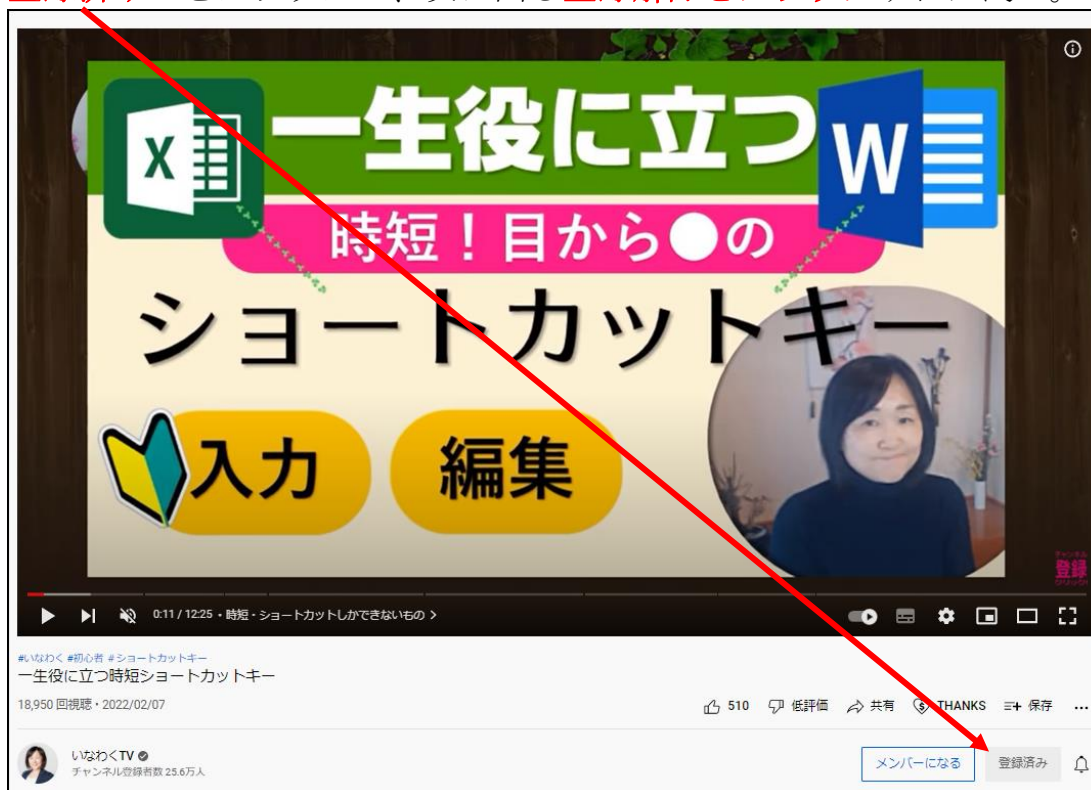 一生役に立つ
X
W
時短！目から●の
ショートカットキー
入力
編集
登録
0:11 / 12:25・時短・ショートカットしかできないもの >
#いなわく #初心者 #ショートカットキー
一生役に立つ時短ショートカットキー
18,950 回視聴・2022/02/07
510 低評価 共有 THANKS 保存 …
いなわくTV
チャンネル登録者数 25.6万人
メンバーになる 登録済み